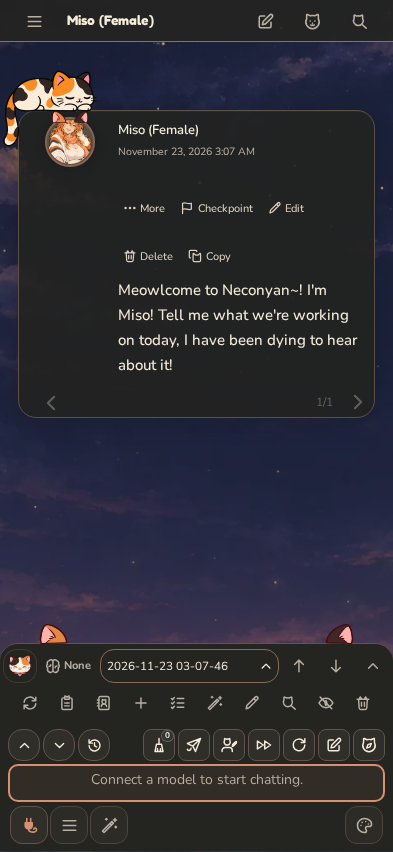 Miso (Female)
Miso (Female)
November 23, 2026 3:07 AM
More
Checkpoint
Edit
Delete
Copy
Meowlcome to Neconyan~! I'm
Miso! Tell me what we're working
on today, I have been dying to hear
about it!
1/1
None
2026-11-23 03-07-46
0
Connect a model to start chatting.